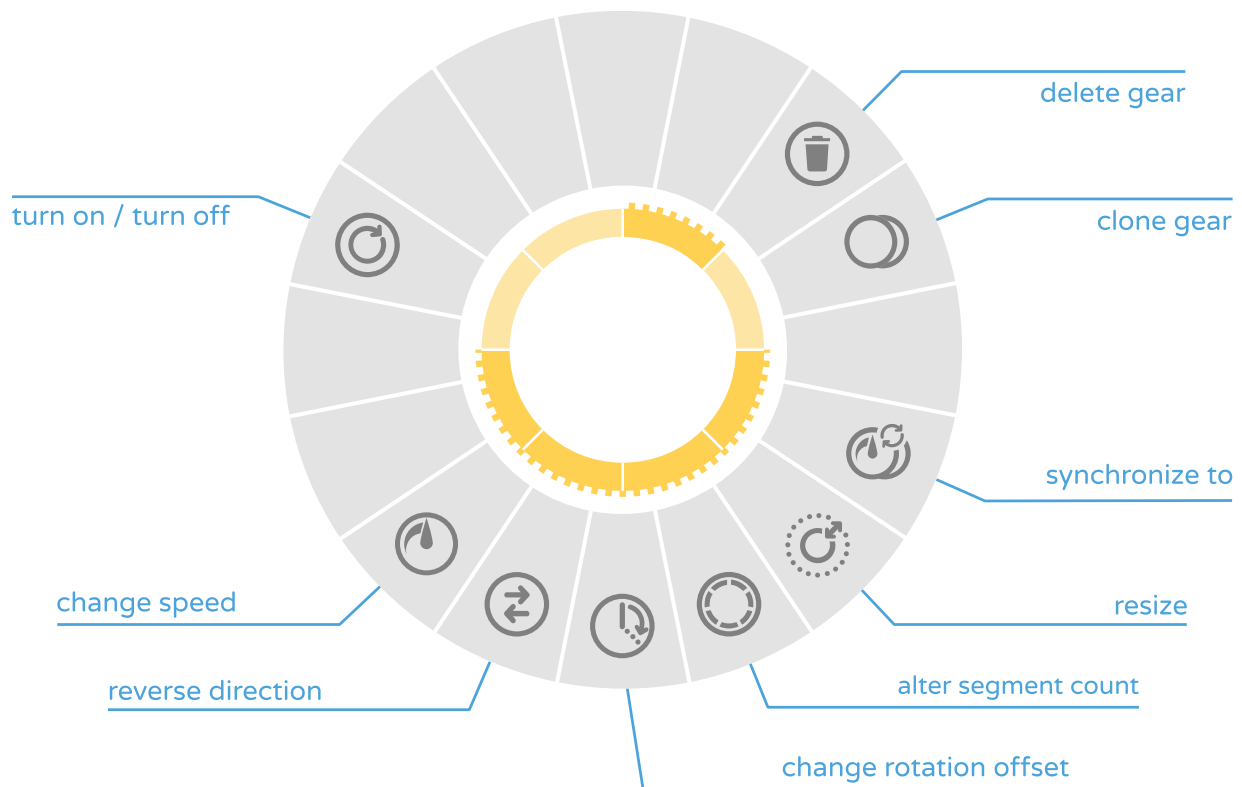 delete gear
turn on / turn off
clone gear
synchronize to
change speed
resize
reverse direction
alter segment count
change rotation offset